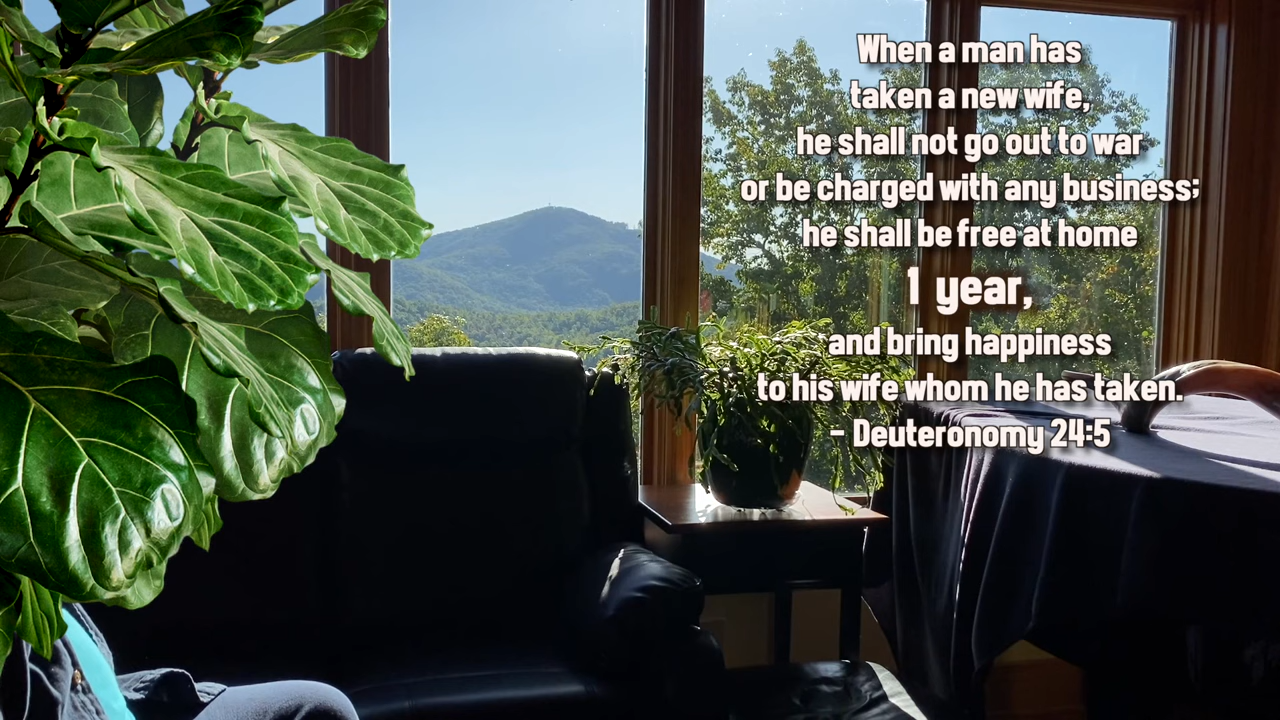 When a man has
taken a new wife,
he shall not go out to war
or be charged with any business;
he shall be free at home
1 year,
and bring happiness
to his wife whom he has taken.
- Deuteronomy 24:5